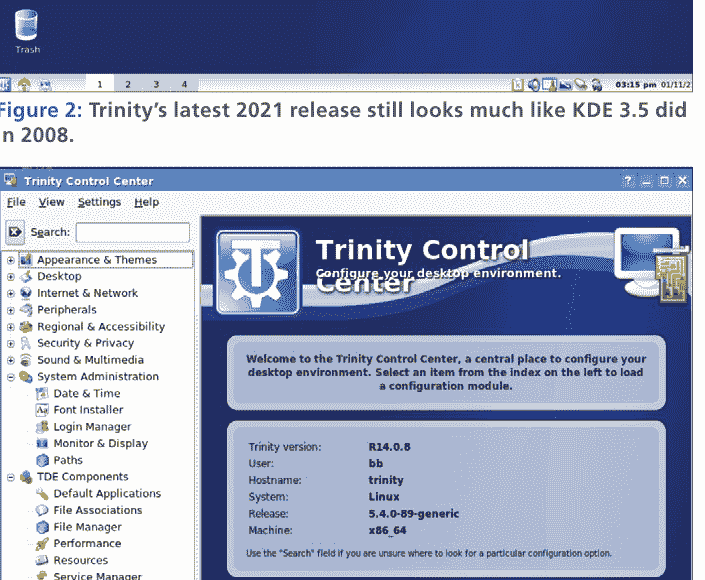 Trash
1 2 3 4
03:15 pm 01/11/2
Figure 2: Trinity's latest 2021 release still looks much like KDE 3.5 did
n 2008.
Trinity Control Center
File View Settings Help
Search:
Appearance & Themes
Desktop
Internet & Network
Peripherals
Regional & Accessibility
Security & Privacy
Sound & Multimedia
System Administration
Date & Time
Font Installer
Login Manager
Monitor & Display
Paths
TDE Components
Default Applications
File Associations
File Manager
Performance
Resources
Service Manager
Trinity Control
Configure your desktop environment.
Center
Welcome to the Trinity Control Center, a central place to configure your
desktop environment. Select an item from the index on the left to load
a configuration module.
Trinity version: R14.0.8
User: bb
Hostname: trinity
System: Linux
Release: 5.4.0-89-generic
Machine: x86_64
Use the "Search" field if you are unsure where to look for a particular configuration option.